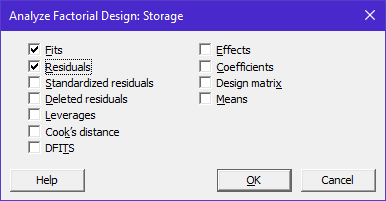 Analyze Factorial Design: Storage
Fits
Effects
Residuals
Coefficients
Standardized residuals
Design matrix
Deleted residuals
Means
Leverages
Cook's distance
DFITS
Help
OK
Cancel